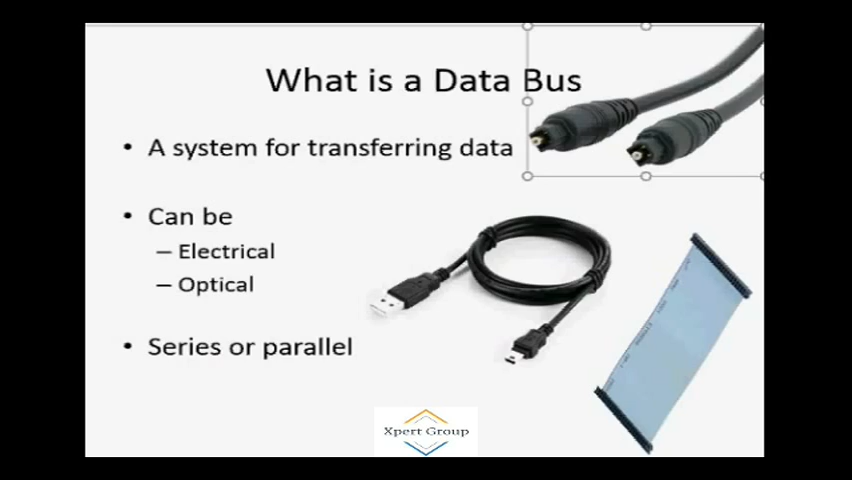 What is a Data Bus
• A system for transferring data
• Can be
– Electrical
– Optical
• Series or parallel
Xpert Group